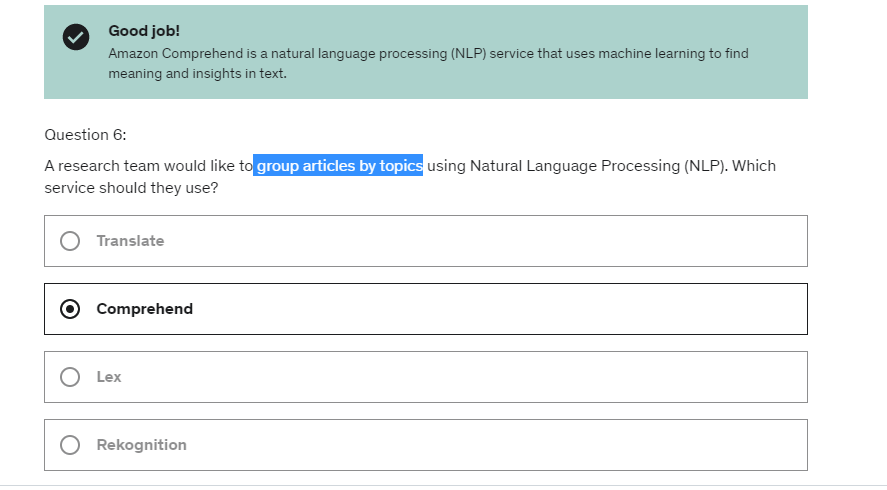 Good job!
Amazon Comprehend is a natural language processing (NLP) service that uses machine learning to find
meaning and insights in text.
Question 6:
A research team would like to group articles by topics using Natural Language Processing (NLP). Which
service should they use?
Translate
Comprehend
Lex
Rekognition